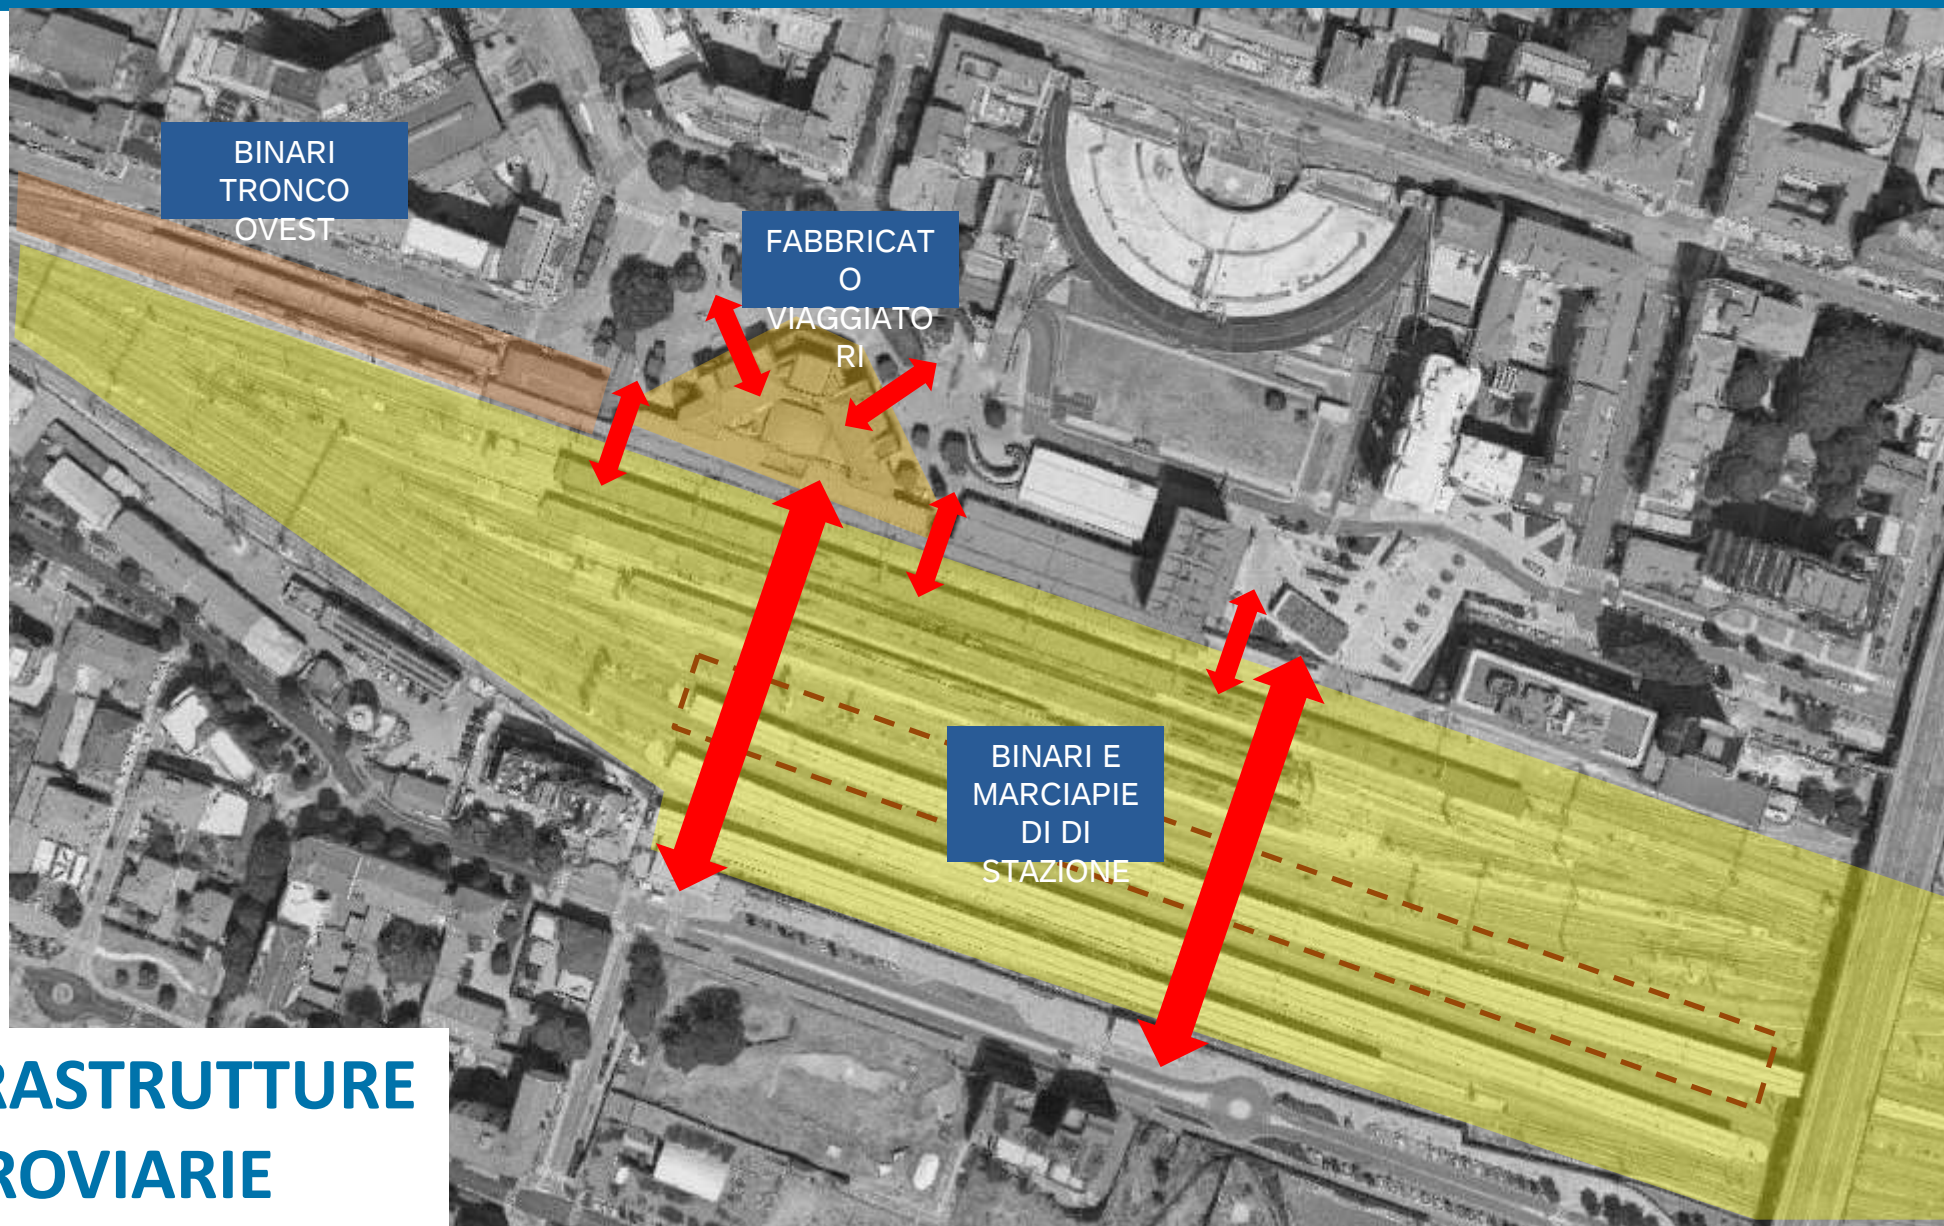 BINARI
TRONCO
OVEST
FABBRICAT
O
VIAGGIATO
RI
BINARI E
MARCIAPIE
DI DI
STAZIONE
RASTRUTTURE
ROVIARIE